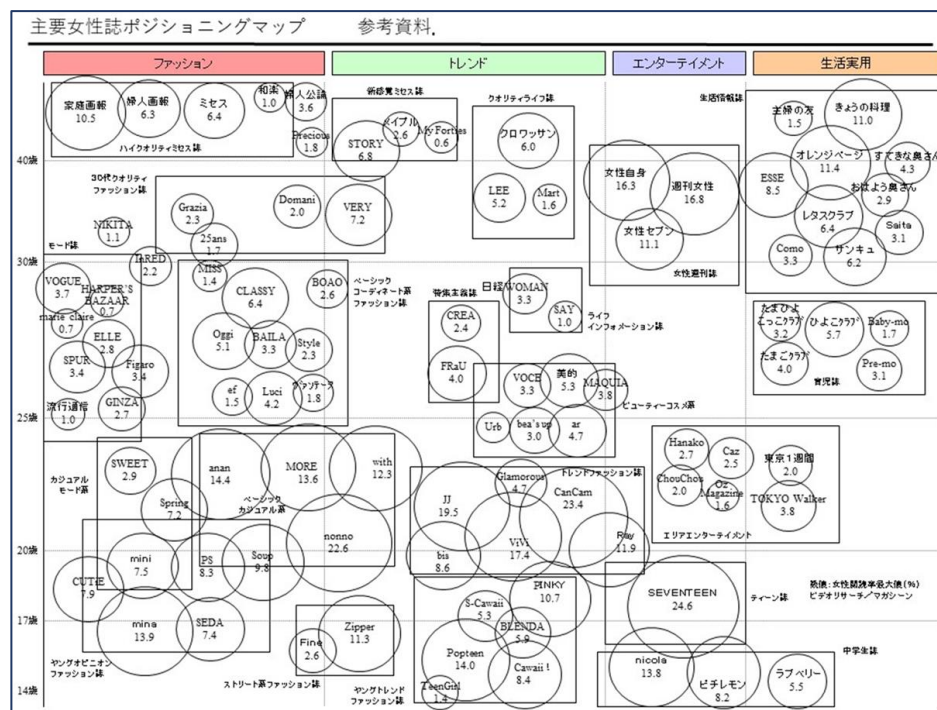 主要女性誌ポジショニングマップ 参考資料.
ファッション
トレンド
エンターテイメント
生活実用
家庭画報
10.5
婦人画報
6.3
ミセス
6.4
和楽
1.0
婦人公論
3.6
Precious
1.8
ハイクオリティミセス誌
新感覚ミセス誌
STORY
6.8
メイプル
2.6
My Forties
0.6
クオリティライフ誌
クロワッサン
6.0
LEE
5.2
Mart
1.6
生活情報誌
主婦の友
1.5
きょうの料理
11.0
オレンジページ
11.4
すてきな奥さん
4.3
ESSE
8.5
おはよう奥さん
2.9
レタスクラブ
6.4
Saita
3.1
Como
3.3
サンキュ
6.2
40歳
女性自身
16.3
週刊女性
16.8
女性セブン
11.1
女性週刊誌
30代クオリティ
ファッション誌
Grazia
2.3
Domani
2.0
VERY
7.2
25ans
1.7
NIKITA
1.1
モード誌
InRED
2.2
30歳
VOGUE
3.7
HARPER'S
BAZAAR
0.7
marie claire
0.7
ELLE
2.8
SPUR
3.4
Figaro
3.4
流行通信
1.0
GINZA
2.7
MISS
1.4
CLASSY
6.4
BOAO
2.6
ベーシック
コーディネート系
ファッション誌
Oggi
5.1
BAILA
3.3
Style
2.3
ef
1.5
Luci
4.2
ヴァンテーヌ
1.8
特集主義誌
CREA
2.4
FRaU
4.0
日経WOMAN
3.3
SAY
1.0
ライフ
インフォメーション誌
VOCE
3.3
美的
5.3
MAQUIA
3.8
ビューティーコスメ系
Urb
bea'sup
3.0
ar
4.7
たまひよ
こっこクラブ
3.2
ひよこクラブ
5.7
Baby-mo
1.7
たまごクラブ
4.0
Pre-mo
3.1
育児誌
25歳
カジュアル
モード系
SWEET
2.9
Spring
7.2
anan
14.4
MORE
13.6
with
12.3
ベーシック
カジュアル系
nonno
22.6
トレンドファッション誌
JJ
19.5
Glamorous
4.7
CanCam
23.4
ViVi
17.4
Ray
11.9
bis
8.6
Hanako
2.7
Caz
2.5
ChouChou
2.0
Oz
Magazine
1.6
東京1週間
2.0
TOKYO Walker
3.8
エリアエンターテイメント
20歳
CUTiE
7.9
mini
7.5
PS
8.3
Soup
9.8
mina
13.9
SEDA
7.4
ヤングオピニオン
ファッション誌
Fine
2.6
Zipper
11.3
ストリート系ファッション誌
PINKY
10.7
S-Cawaii
5.3
BLENDA
5.9
Popteen
14.0
Cawaii!
8.4
TeenGirl
1.4
ヤングトレンド
ファッション誌
SEVENTEEN
24.6
ティーン誌
数値:女性閲読率最大値(%)
ビデオリサーチ/マガシーン
17歳
中学生誌
nicola
13.8
ピチレモン
8.2
ラブベリー
5.5
14歳